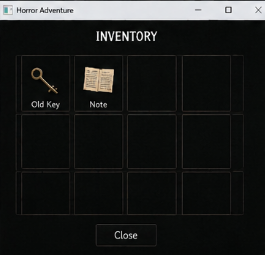 Horror Adventure
INVENTORY
Old Key
Note
Close